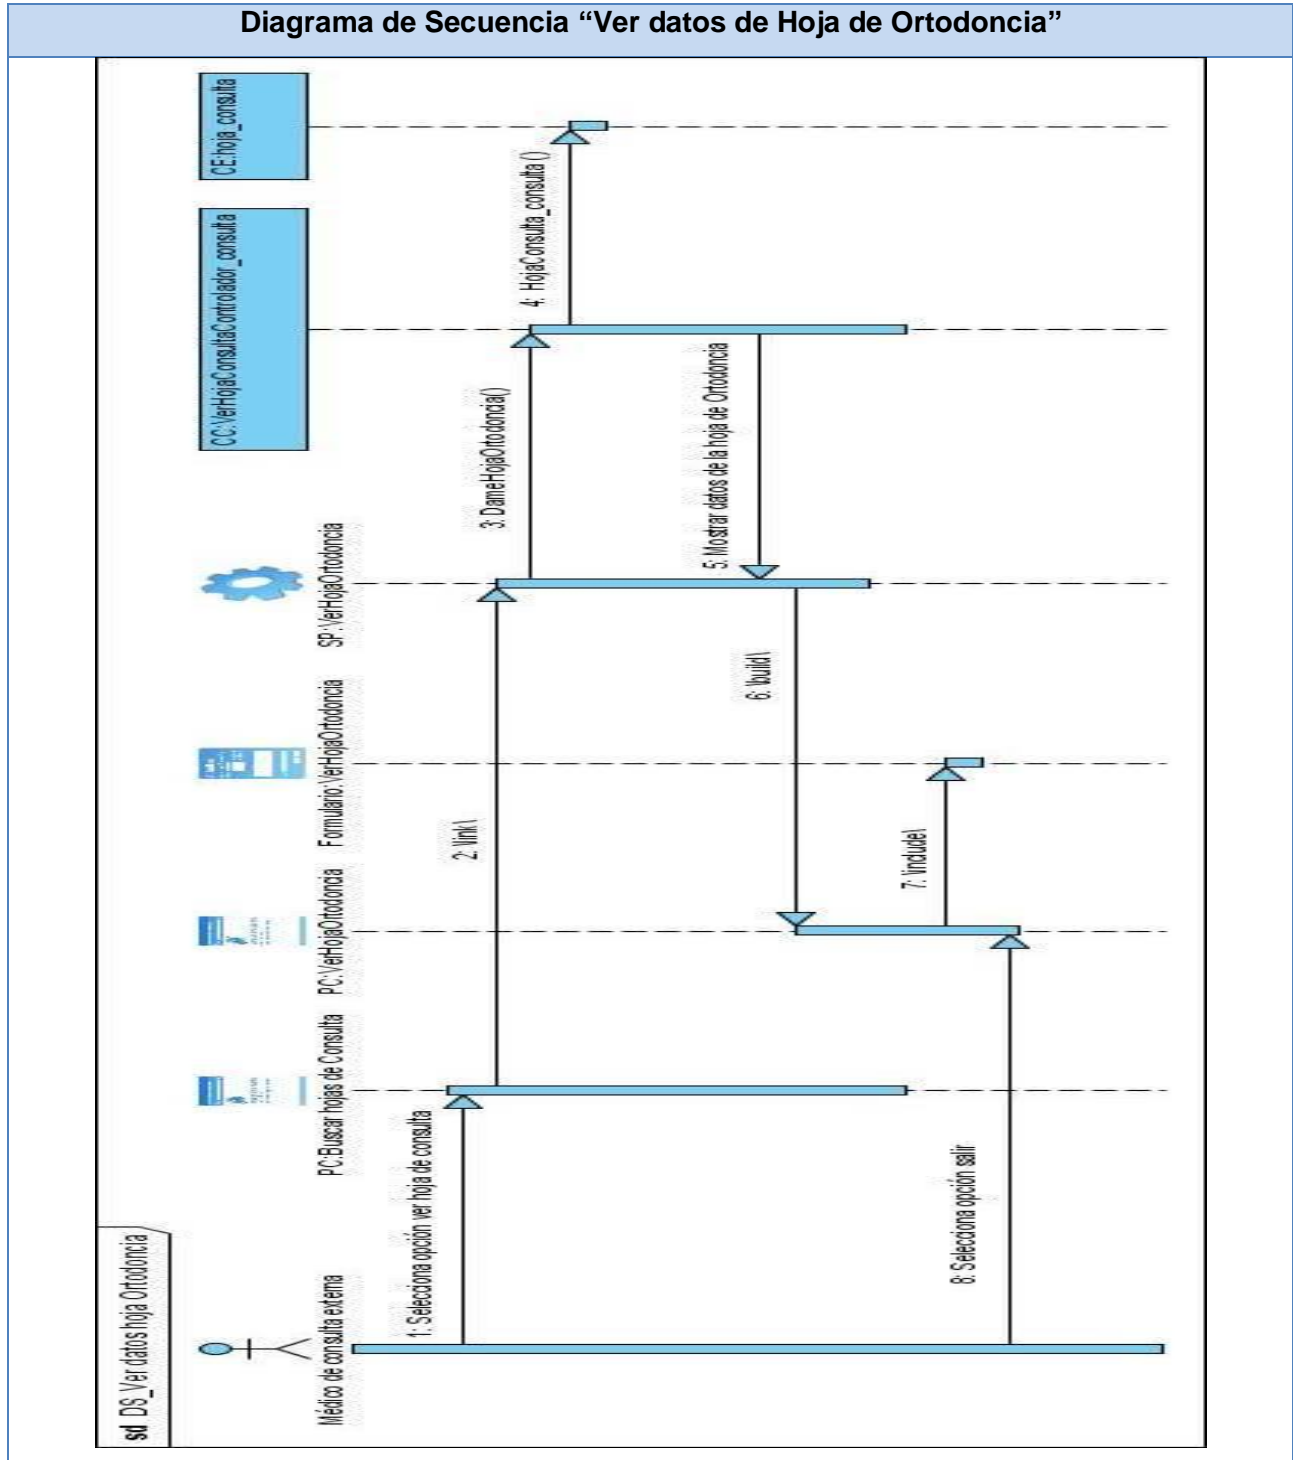 Diagrama de Secuencia “Ver datos de Hoja de Ortodoncia”
sd DS_Ver datos hoja Ortodoncia
Médico de consulta externa
PC:Buscar hojas de Consulta
PC:VerHojaOrtodoncia
Formulario:VerHojaOrtodoncia
SP:VerHojaOrtodoncia
CC:VerHojaConsultaControlador_consulta
CE:hoja_consulta
1: Selecciona opción ver hoja de consulta
2: \link\
3: DameHojaOrtodoncia()
4: HojaConsulta_consulta ()
5: Mostrar datos de la hoja de Ortodoncia
6: \build\
7: \include\
8: Selecciona opción salir